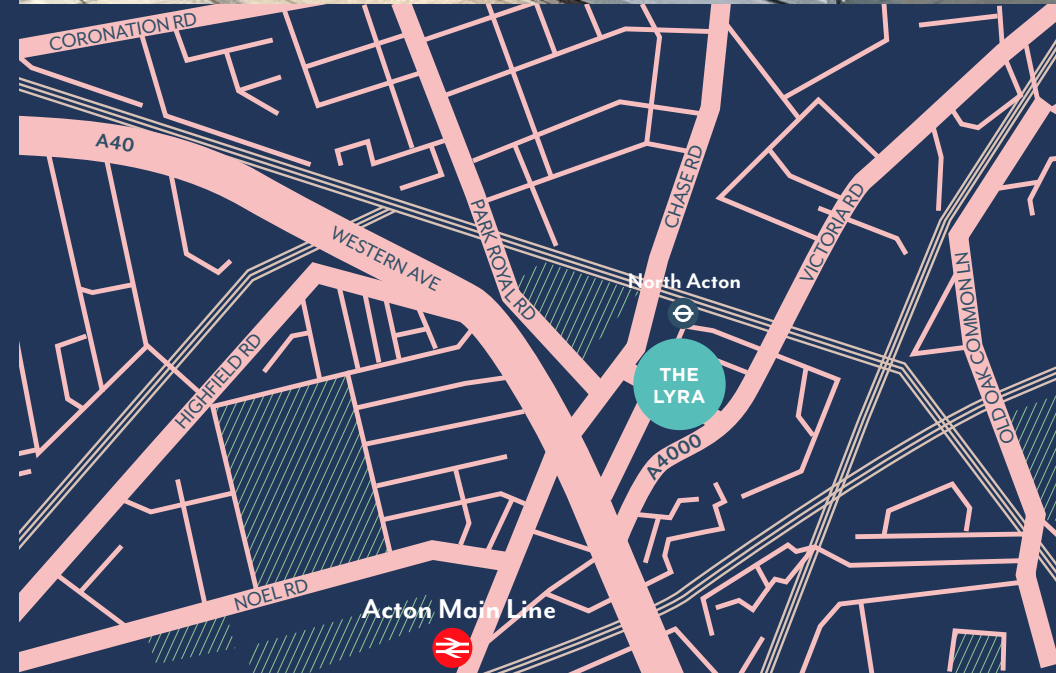 CORONATION RD
A40
WESTERN AVE
PARK ROYAL RD
CHASE RD
VICTORIA RD
North Acton
OLD OAK COMMON LN
HIGHFIELD RD
THE
LYRA
A4000
NOEL RD
Acton Main Line